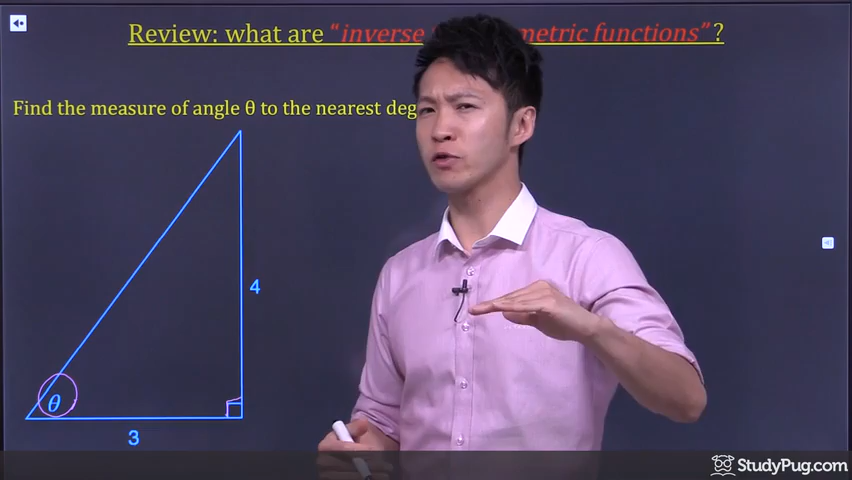 Review: what are “inverse metric functions” ?
Find the measure of angle θ to the nearest deg
4
θ
3
StudyPug.com